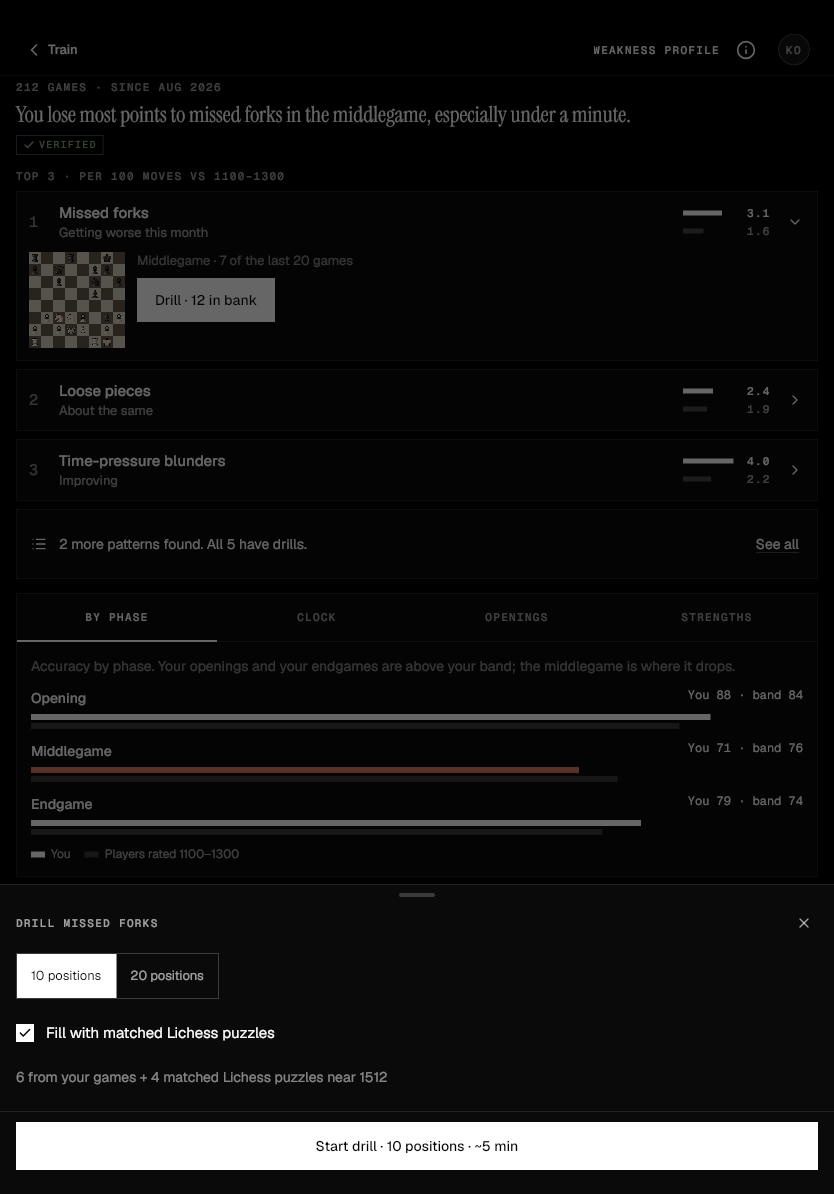 Train
WEAKNESS PROFILE
KO
212 GAMES · SINCE AUG 2026
You lose most points to missed forks in the middlegame, especially under a minute.
VERIFIED
TOP 3 · PER 100 MOVES VS 1100–1300
1
Missed forks
3.1
Getting worse this month
1.6
Middlegame · 7 of the last 20 games
Drill · 12 in bank
2
Loose pieces
2.4
About the same
1.9
3
Time-pressure blunders
4.0
Improving
2.2
2 more patterns found. All 5 have drills.
See all
BY PHASE
CLOCK
OPENINGS
STRENGTHS
Accuracy by phase. Your openings and your endgames are above your band; the middlegame is where it drops.
Opening
You 88 · band 84
Middlegame
You 71 · band 76
Endgame
You 79 · band 74
You
Players rated 1100–1300
DRILL MISSED FORKS
10 positions
20 positions
Fill with matched Lichess puzzles
6 from your games + 4 matched Lichess puzzles near 1512
Start drill · 10 positions · ~5 min